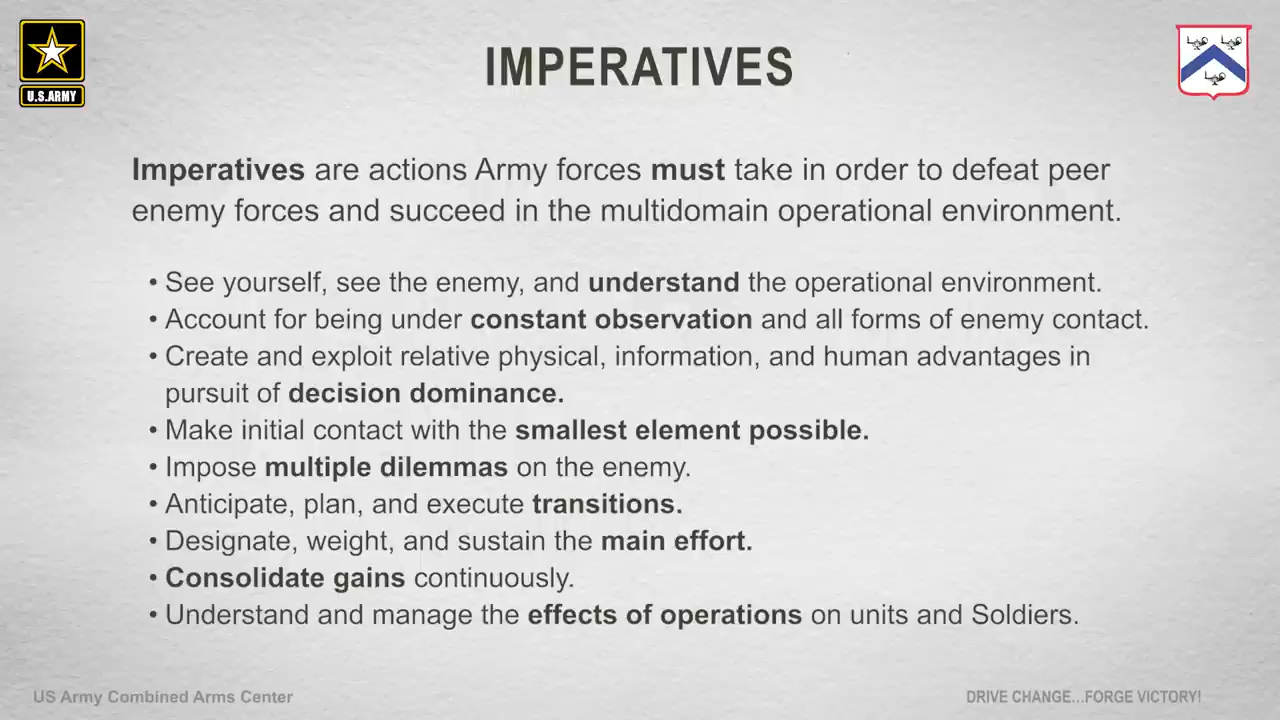 U.S.ARMY
IMPERATIVES
Imperatives are actions Army forces must take in order to defeat peer
enemy forces and succeed in the multidomain operational environment.
• See yourself, see the enemy, and understand the operational environment.
• Account for being under constant observation and all forms of enemy contact.
• Create and exploit relative physical, information, and human advantages in
pursuit of decision dominance.
• Make initial contact with the smallest element possible.
• Impose multiple dilemmas on the enemy.
• Anticipate, plan, and execute transitions.
• Designate, weight, and sustain the main effort.
• Consolidate gains continuously.
• Understand and manage the effects of operations on units and Soldiers.
US Army Combined Arms Center
DRIVE CHANGE...FORGE VICTORY!